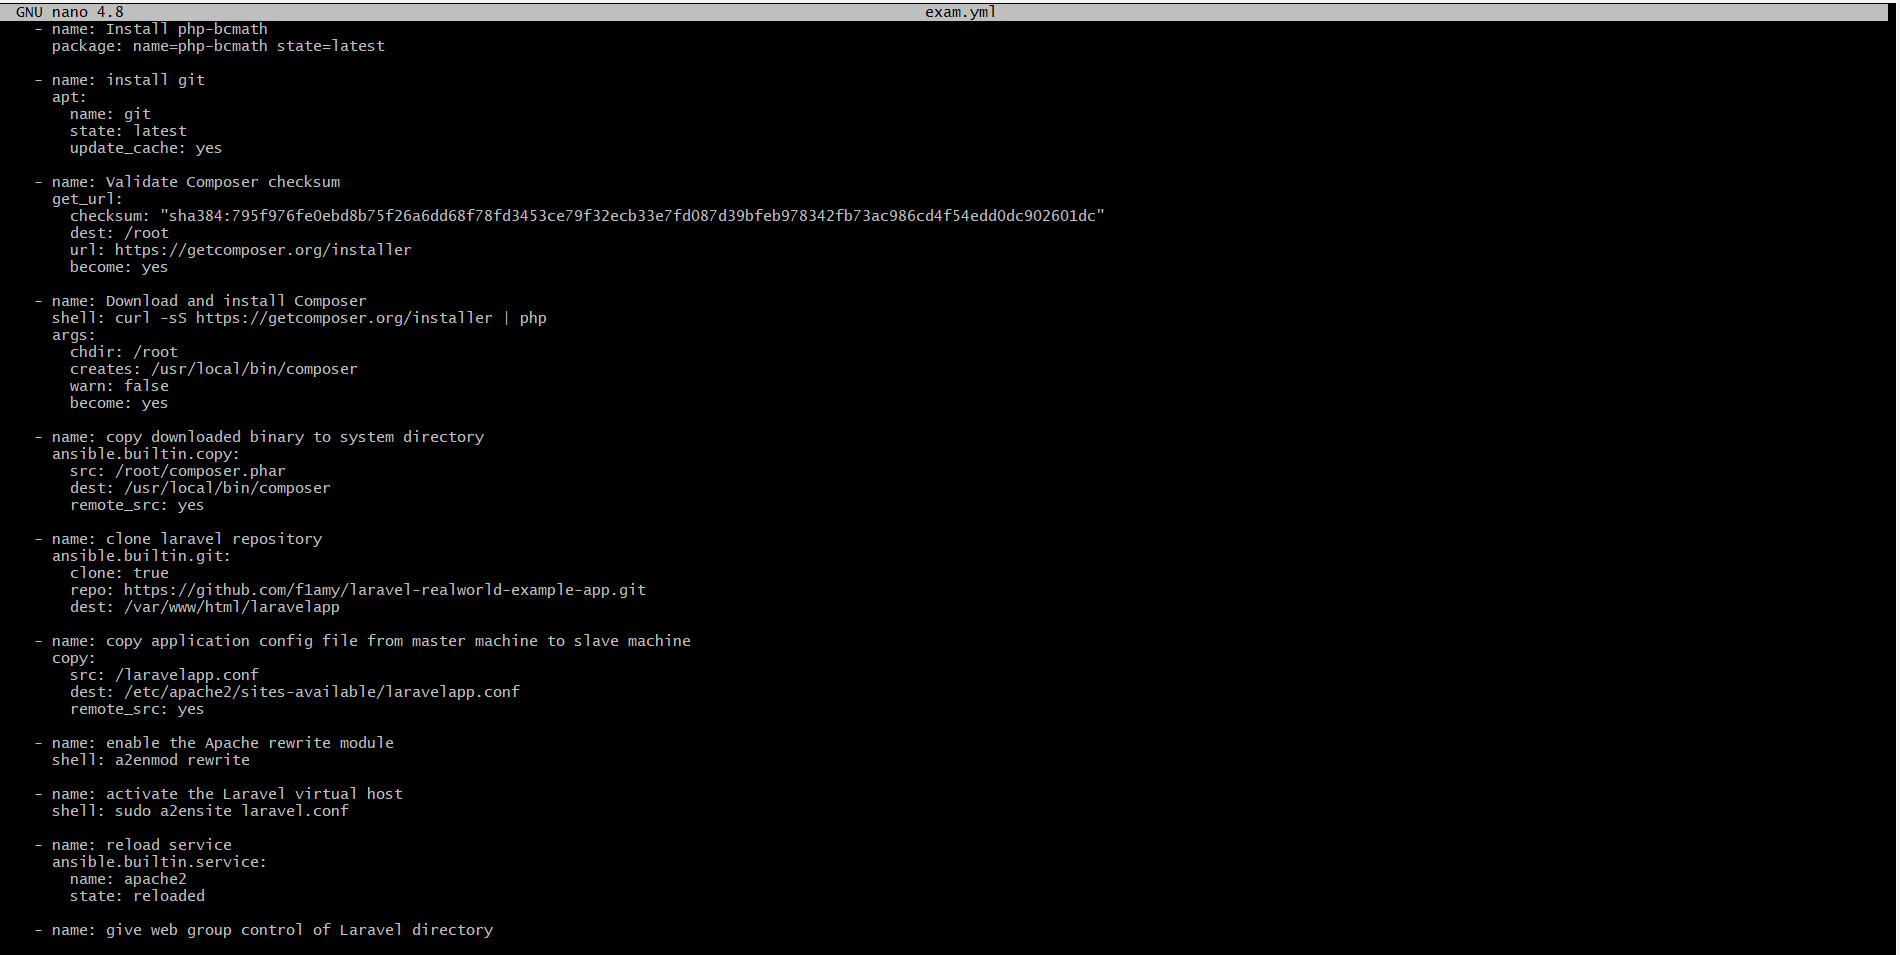 GNU nano 4.8 exam.yml
- name: Install php-bcmath
package: name=php-bcmath state=latest
- name: install git
apt:
name: git
state: latest
update_cache: yes
- name: Validate Composer checksum
get_url:
checksum: "sha384:795f976fe0ebd8b75f26a6dd68f78fd3453ce79f32ecb33e7fd087d39bfeb978342fb73ac986cd4f54edd0dc902601dc"
dest: /root
url: https://getcomposer.org/installer
become: yes
- name: Download and install Composer
shell: curl -sS https://getcomposer.org/installer | php
args:
chdir: /root
creates: /usr/local/bin/composer
warn: false
become: yes
- name: copy downloaded binary to system directory
ansible.builtin.copy:
src: /root/composer.phar
dest: /usr/local/bin/composer
remote_src: yes
- name: clone laravel repository
ansible.builtin.git:
clone: true
repo: https://github.com/f1amy/laravel-realworld-example-app.git
dest: /var/www/html/laravelapp
- name: copy application config file from master machine to slave machine
copy:
src: /laravelapp.conf
dest: /etc/apache2/sites-available/laravelapp.conf
remote_src: yes
- name: enable the Apache rewrite module
shell: a2enmod rewrite
- name: activate the Laravel virtual host
shell: sudo a2ensite laravel.conf
- name: reload service
ansible.builtin.service:
name: apache2
state: reloaded
- name: give web group control of Laravel directory